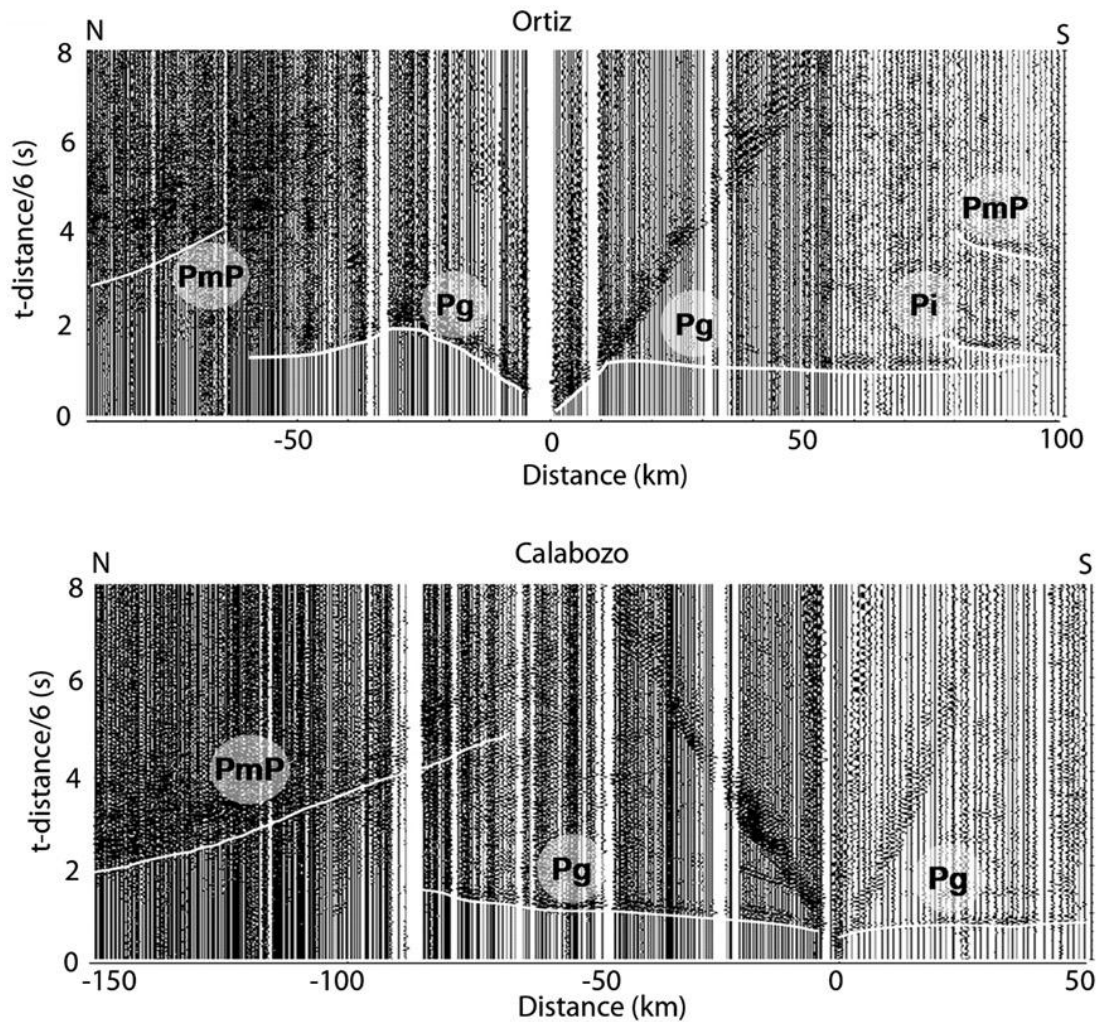 Ortiz
N S
8
6
4
2
0
t-distance/6 (s)
PmP
Pg
Pg
Pi
PmP
-50 0 50 100
Distance (km)
Calabozo
N S
8
6
4
2
0
t-distance/6 (s)
PmP
Pg
Pg
-150 -100 -50 0 50
Distance (km)